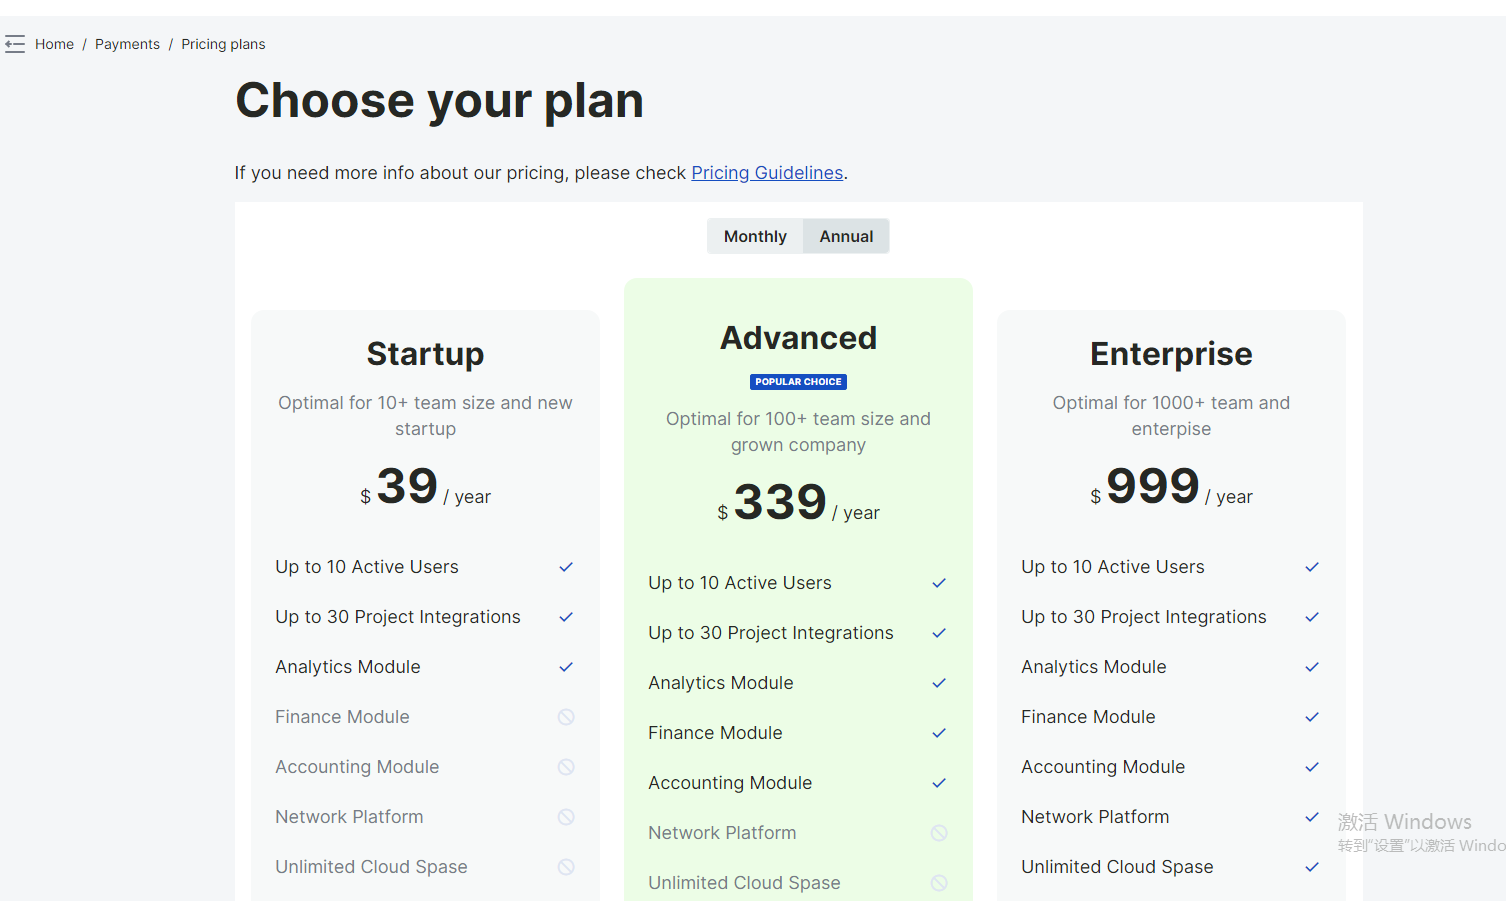 Home / Payments / Pricing plans
Choose your plan
If you need more info about our pricing, please check Pricing Guidelines.
Monthly Annual
Startup
Optimal for 10+ team size and new
startup
$ 39 / year
Up to 10 Active Users
Up to 30 Project Integrations
Analytics Module
Finance Module
Accounting Module
Network Platform
Unlimited Cloud Spase
Advanced
POPULAR CHOICE
Optimal for 100+ team size and
grown company
$ 339 / year
Up to 10 Active Users
Up to 30 Project Integrations
Analytics Module
Finance Module
Accounting Module
Network Platform
Unlimited Cloud Spase
Enterprise
Optimal for 1000+ team and
enterpise
$ 999 / year
Up to 10 Active Users
Up to 30 Project Integrations
Analytics Module
Finance Module
Accounting Module
Network Platform
Unlimited Cloud Spase
激活 Windows
转到"设置"以激活 Windo